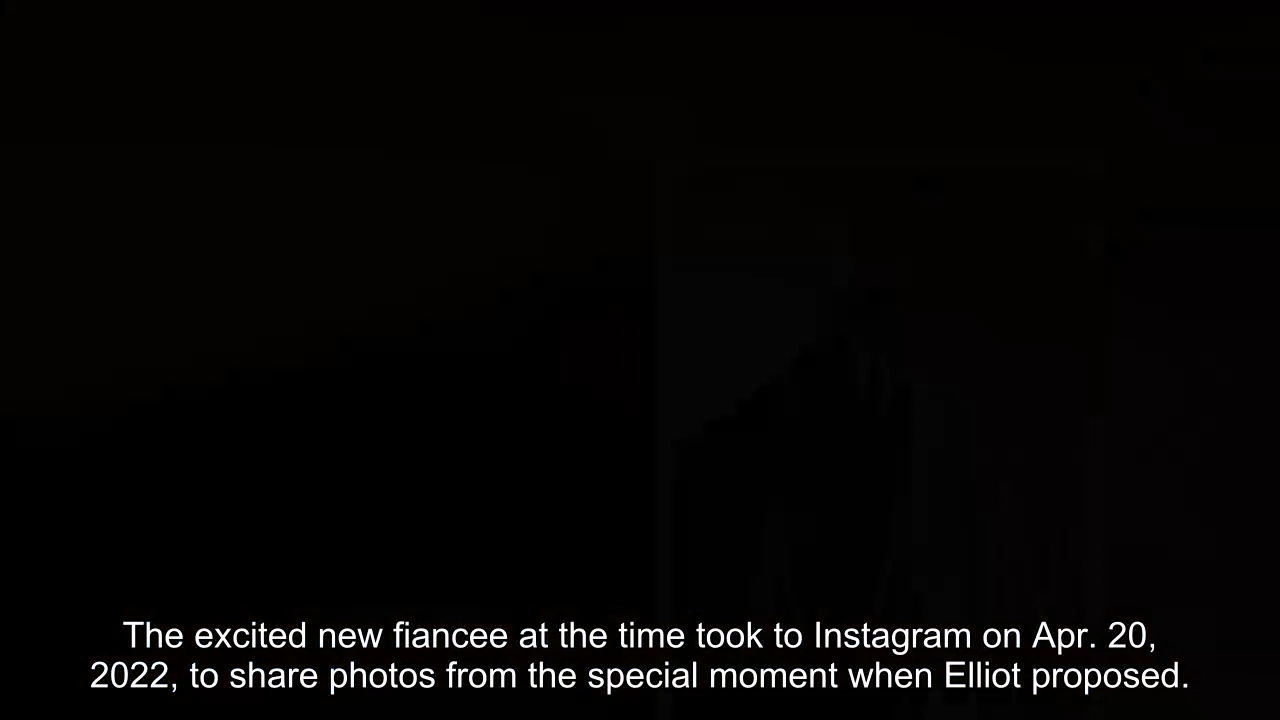 The excited new fiancee at the time took to Instagram on Apr. 20,
2022, to share photos from the special moment when Elliot proposed.